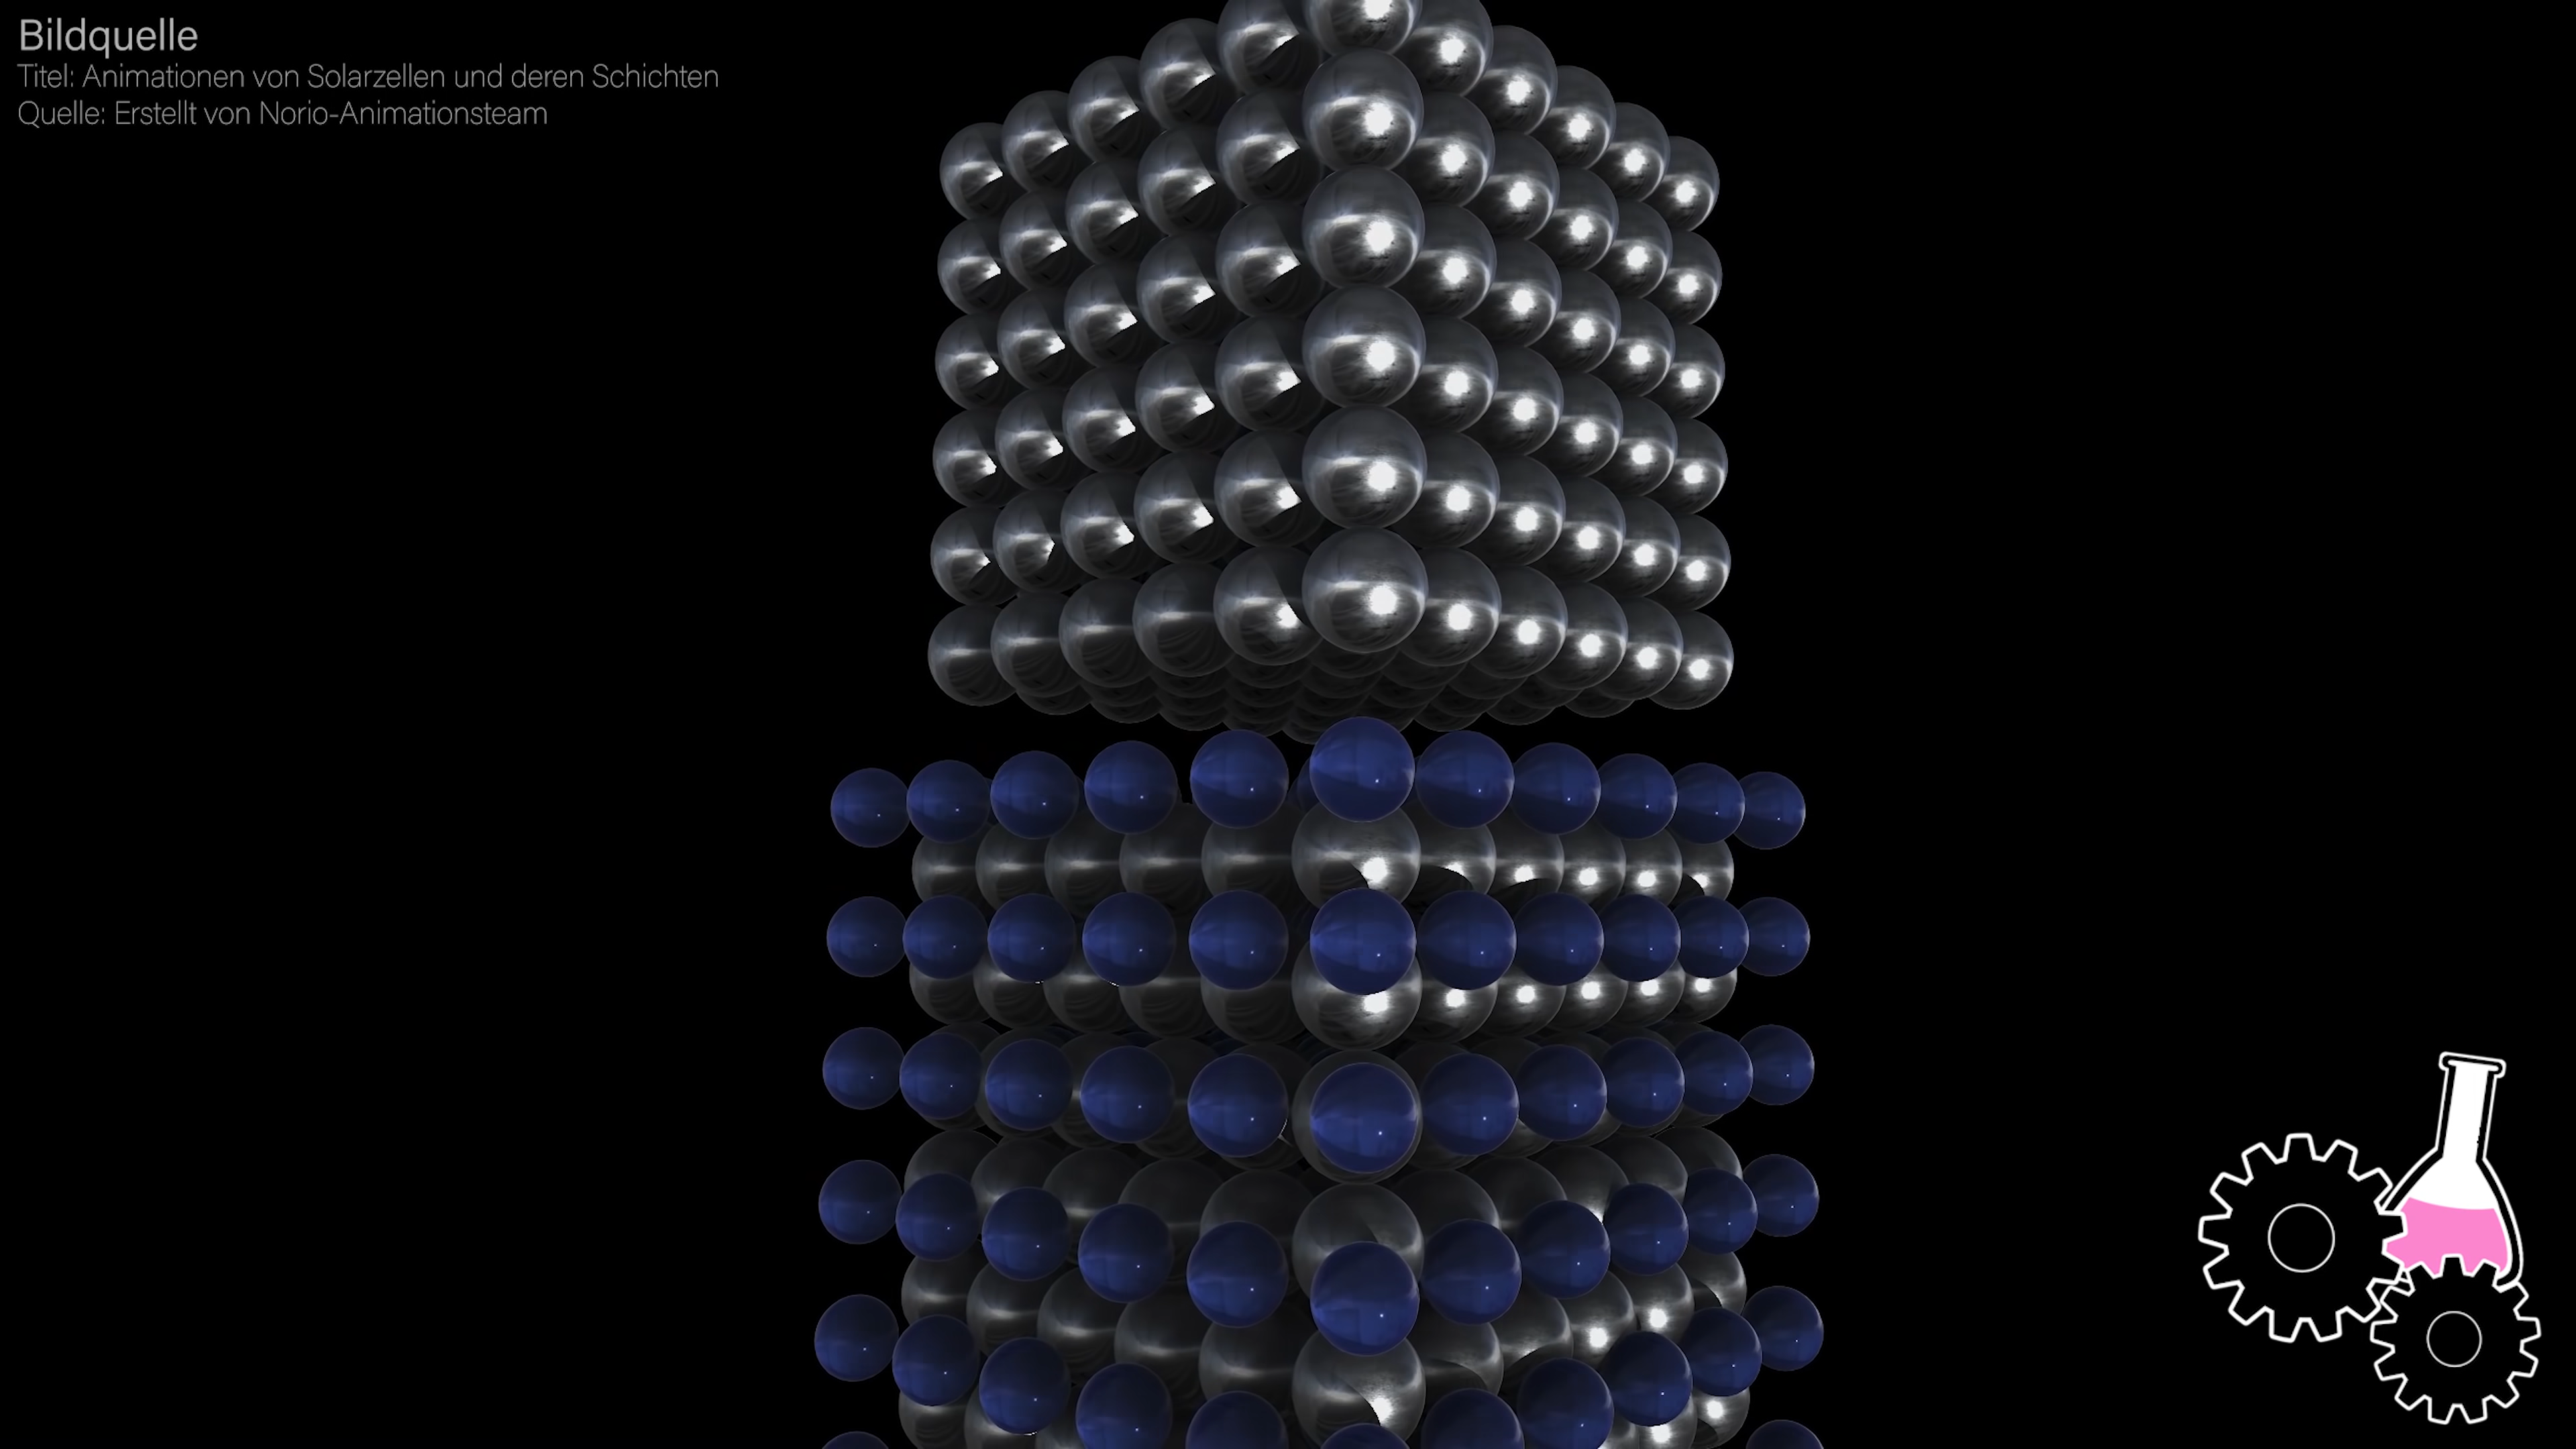 Bildquelle
Titel: Animationen von Solarzellen und deren Schichten
Quelle: Erstellt von Norio-Animationsteam